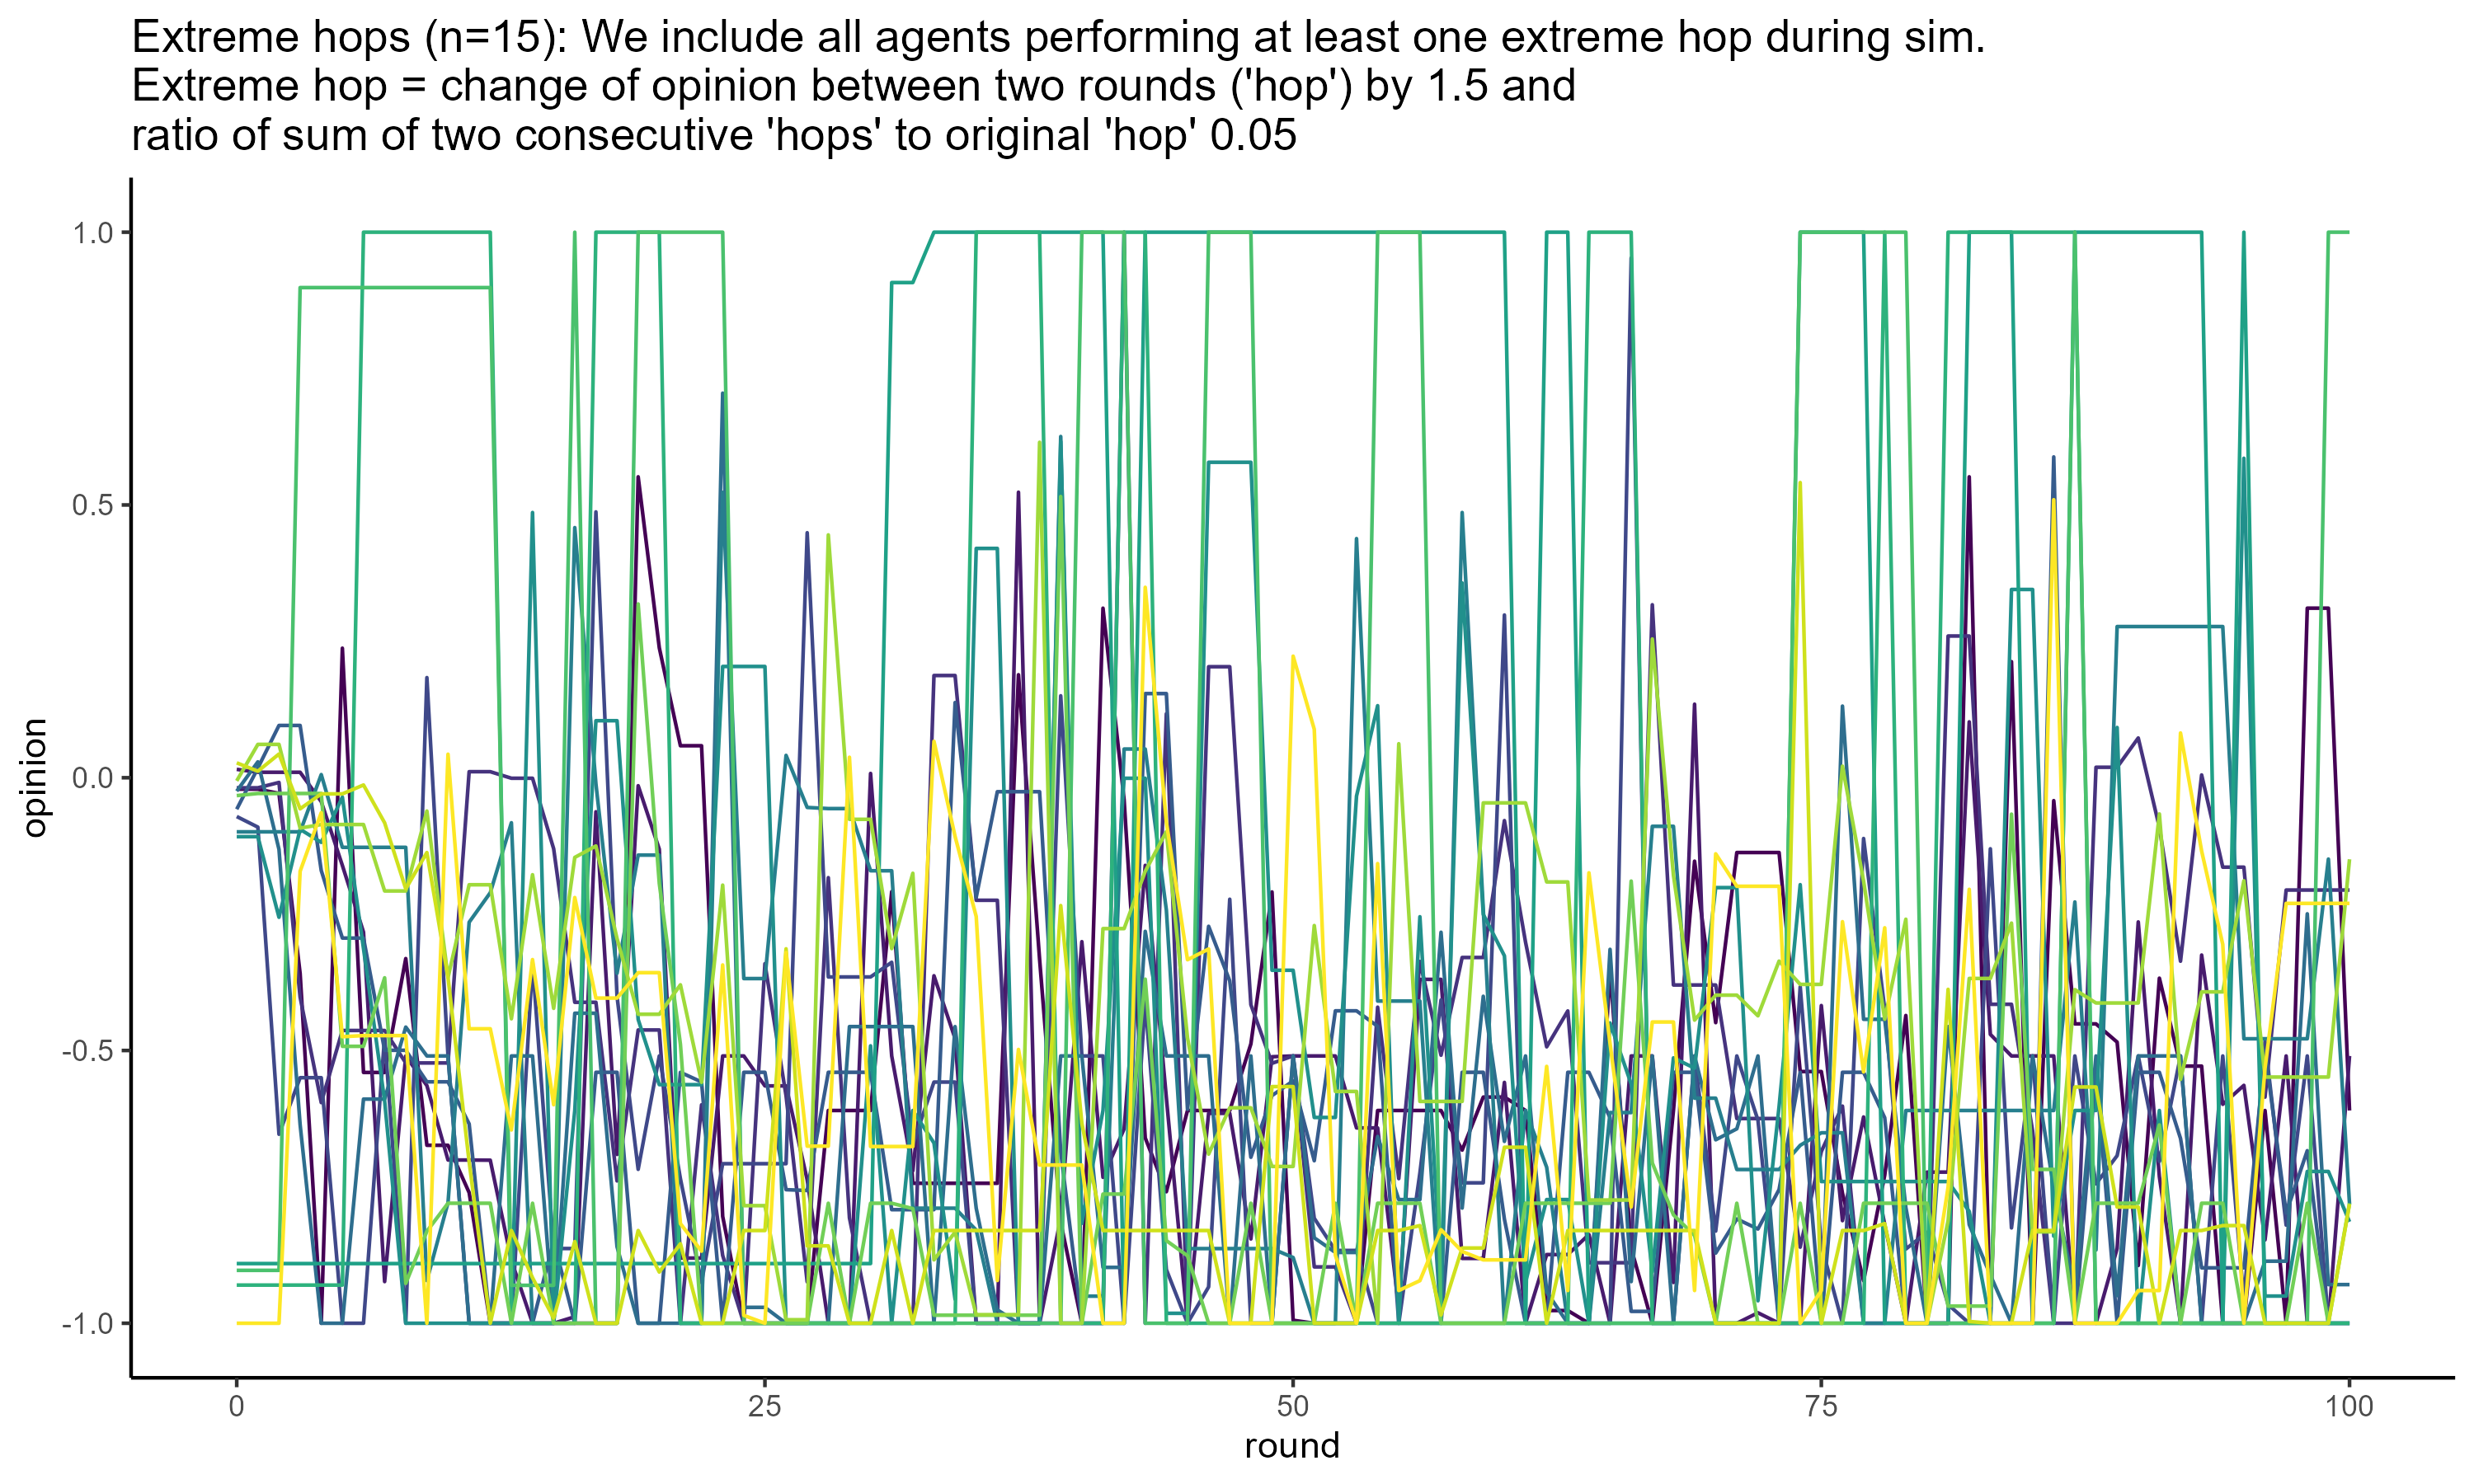 Extreme hops (n=15): We include all agents performing at least one extreme hop during sim.
Extreme hop = change of opinion between two rounds ('hop') by 1.5 and
ratio of sum of two consecutive 'hops' to original 'hop' 0.05
1.0
0.5
0.0
-0.5
-1.0
opinion
0
25
50
75
100
round